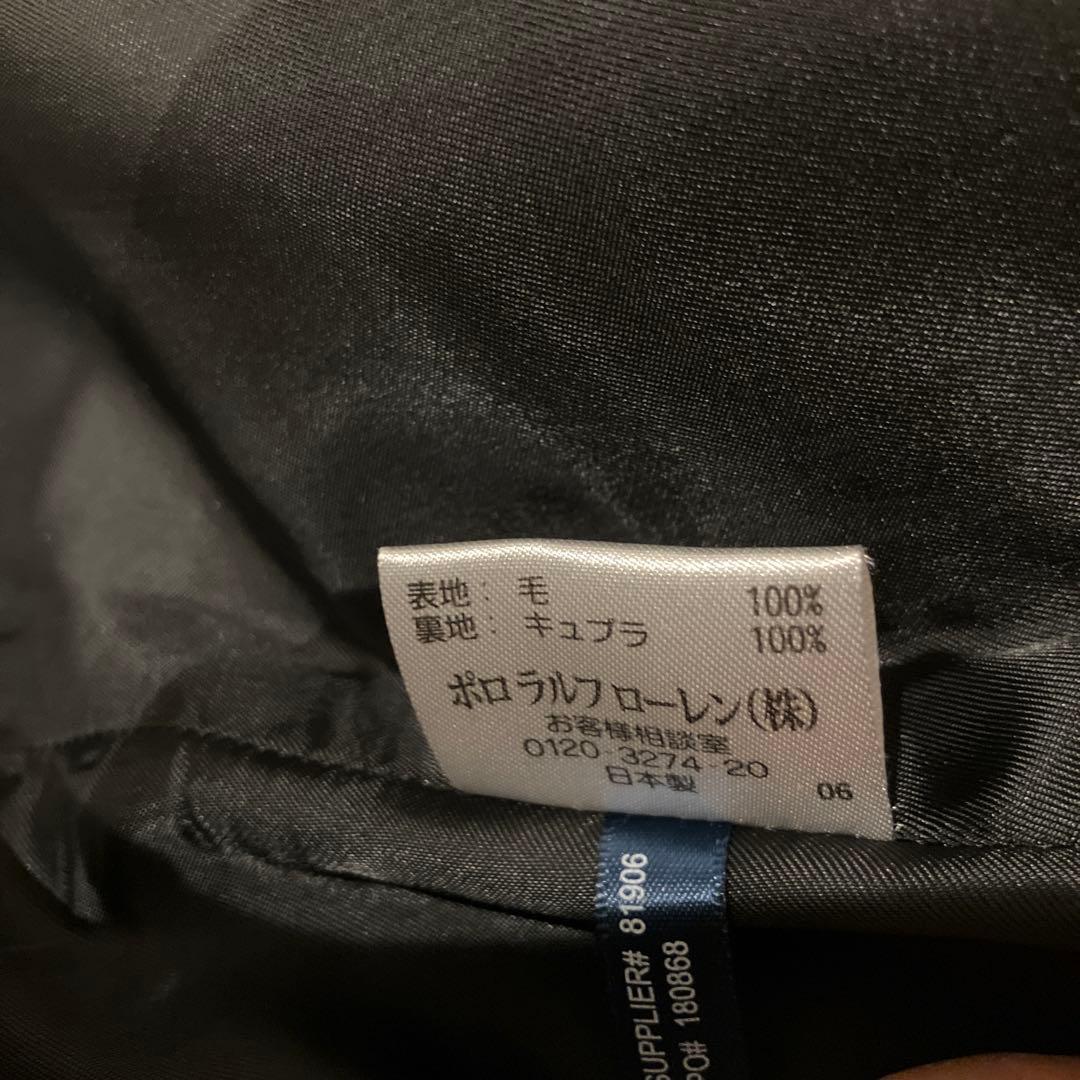 表地： 毛 100%
裏地： キュプラ 100%
ポロ ラルフ ローレン(株)
お客様相談室
0120-3274-20
日本製 06
SUPPLIER# 81906
PO# 180868